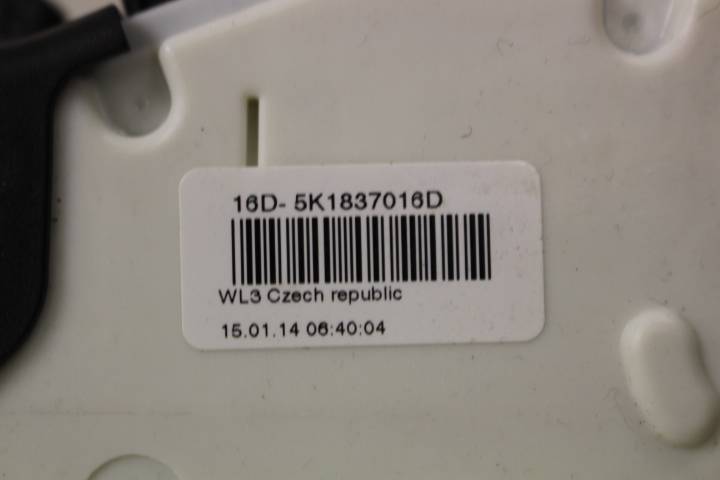 16D- 5K1837016D
WL3 Czech republic
15.01.14 06:40:04